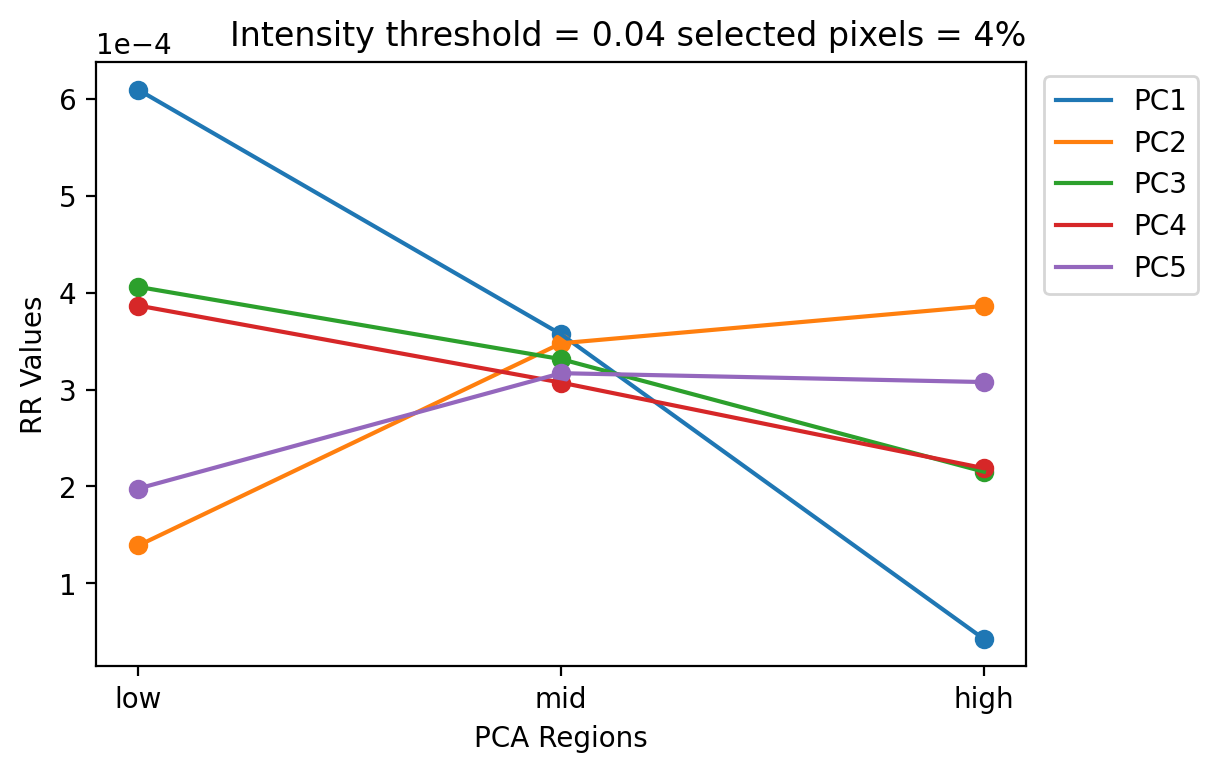 Intensity threshold = 0.04 selected pixels = 4%
1e−4
6
5
4
3
2
1
RR Values
low
mid
high
PCA Regions
PC1
PC2
PC3
PC4
PC5